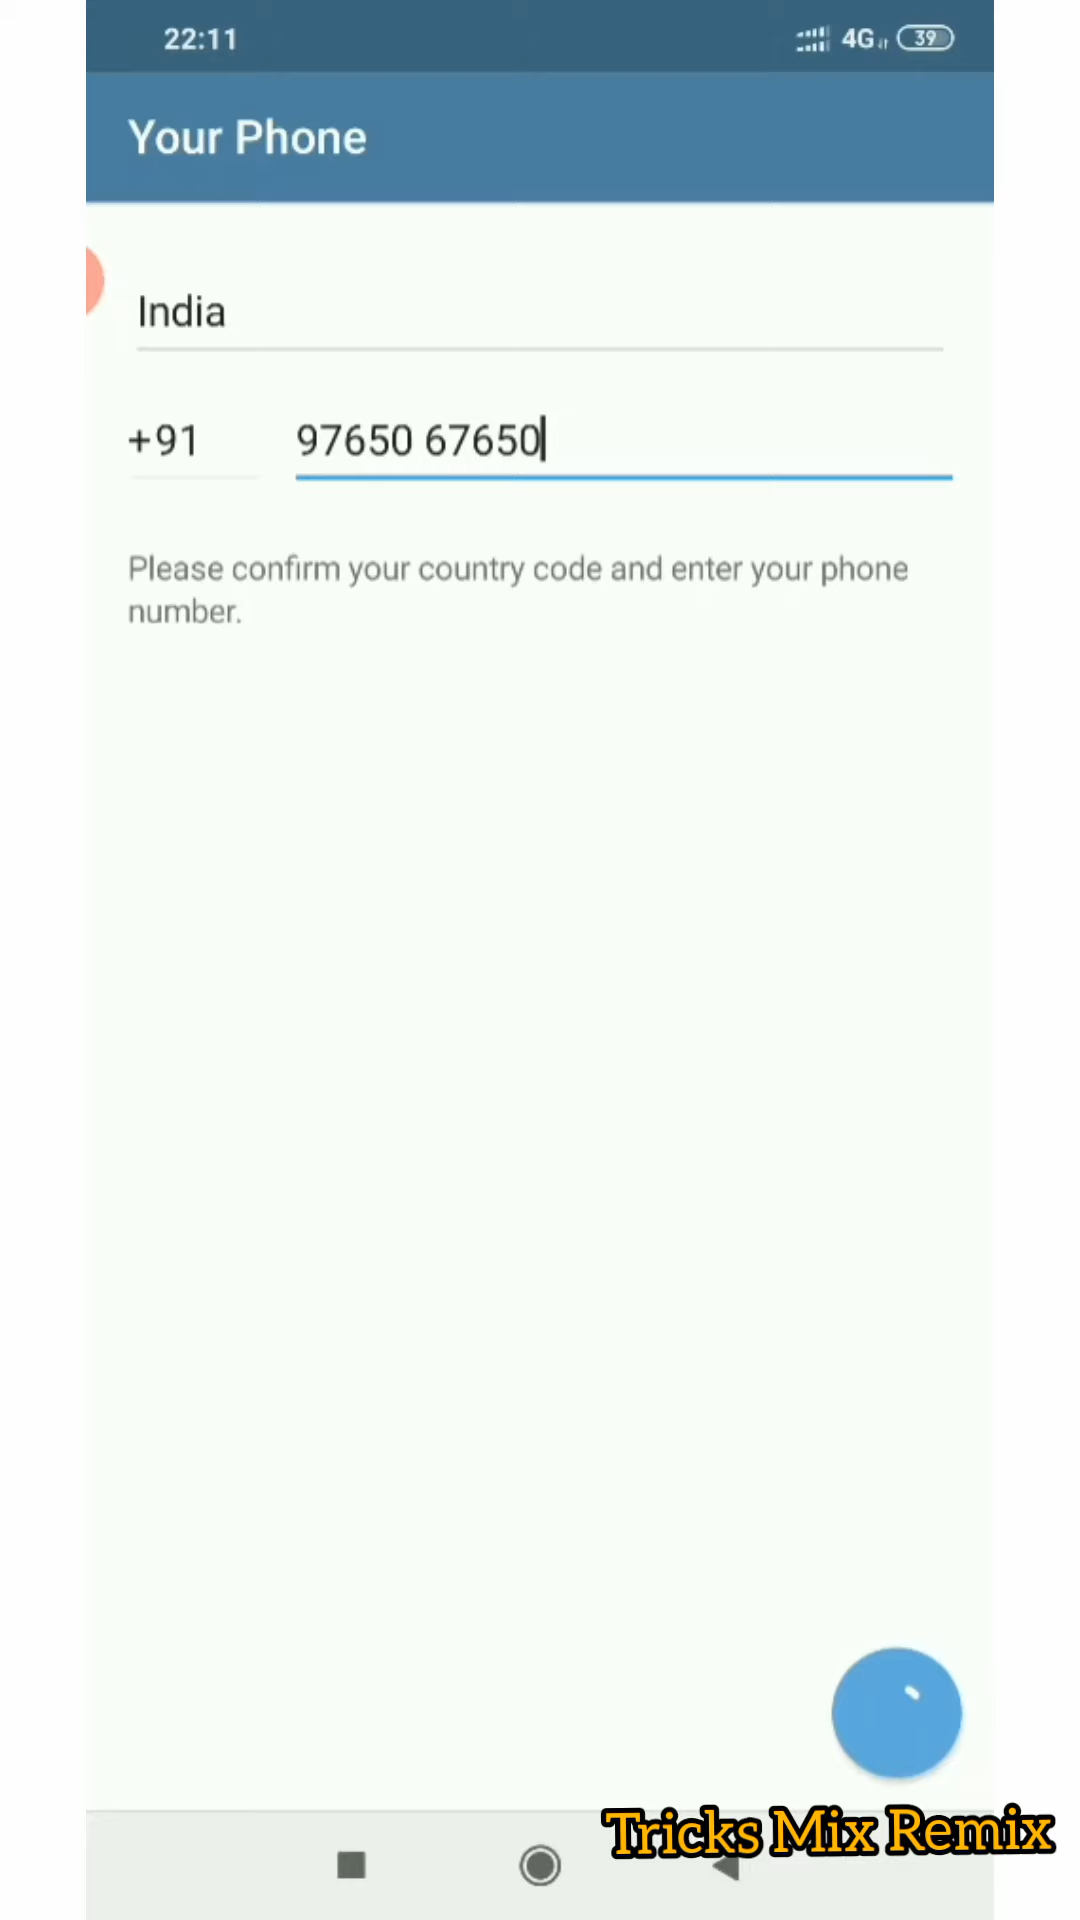 22:11 4G 39
Your Phone
India
+91 97650 67650
Please confirm your country code and enter your phone
number.
Tricks Mix Remix